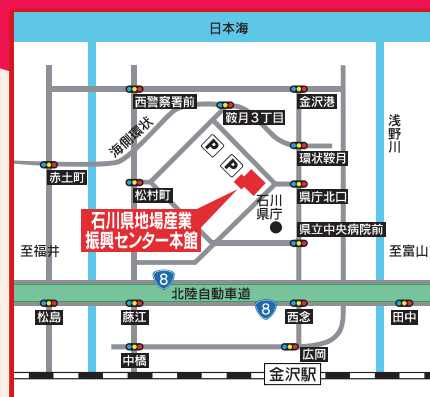 日本海
西警察署前
金沢港
鞍月3丁目
海側環状
浅野川
P
P
環状鞍月
赤土町
松村町
県庁北口
石川県地場産業
振興センター本館
石川
県庁
県立中央病院前
至福井
至富山
8
北陸自動車道
8
松島
藤江
西念
田中
中橋
広岡
金沢駅